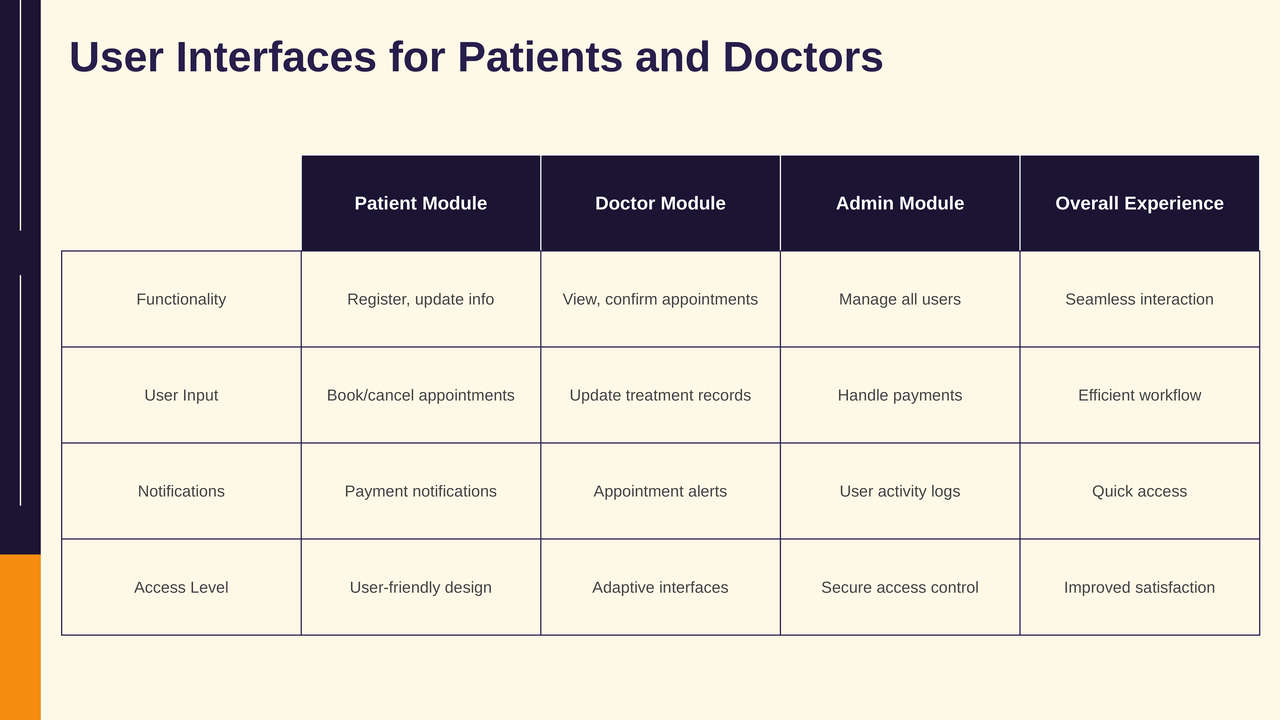 User Interfaces for Patients and Doctors
Patient Module
Doctor Module
Admin Module
Overall Experience
Functionality
Register, update info
View, confirm appointments
Manage all users
Seamless interaction
User Input
Book/cancel appointments
Update treatment records
Handle payments
Efficient workflow
Notifications
Payment notifications
Appointment alerts
User activity logs
Quick access
Access Level
User-friendly design
Adaptive interfaces
Secure access control
Improved satisfaction